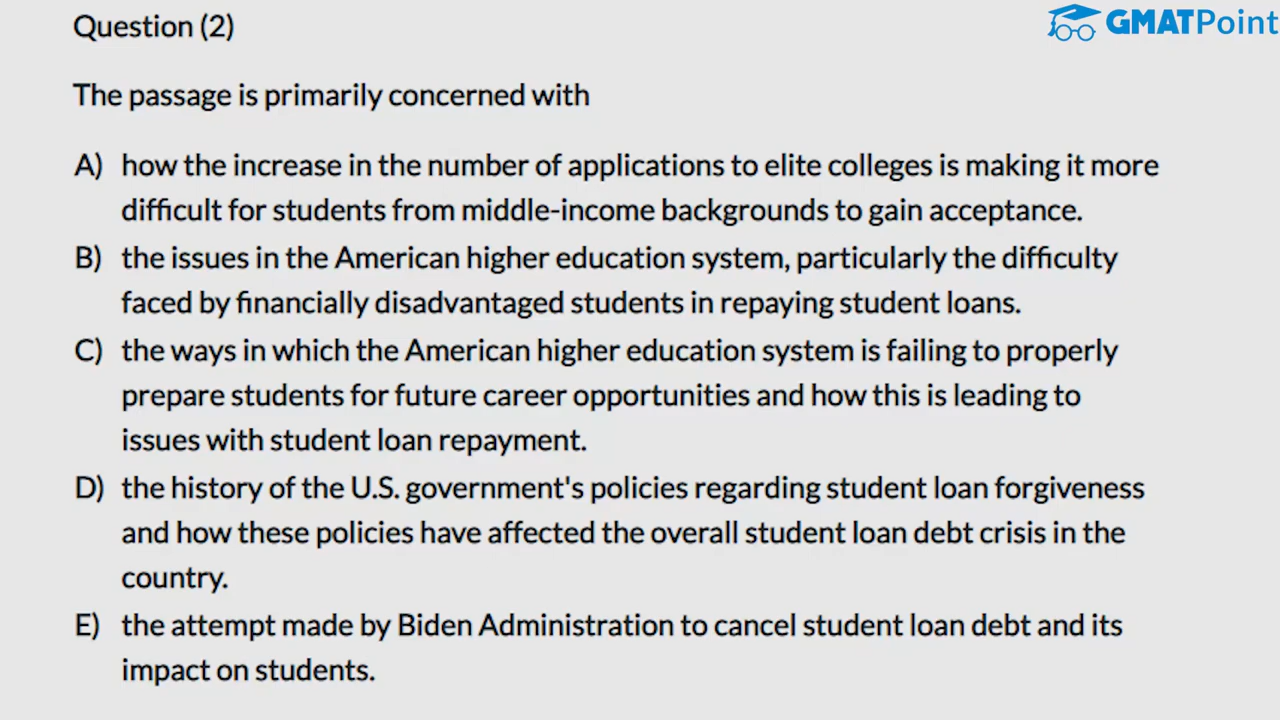 Question (2)
GMATPoint
The passage is primarily concerned with
A) how the increase in the number of applications to elite colleges is making it more
difficult for students from middle-income backgrounds to gain acceptance.
B) the issues in the American higher education system, particularly the difficulty
faced by financially disadvantaged students in repaying student loans.
C) the ways in which the American higher education system is failing to properly
prepare students for future career opportunities and how this is leading to
issues with student loan repayment.
D) the history of the U.S. government's policies regarding student loan forgiveness
and how these policies have affected the overall student loan debt crisis in the
country.
E) the attempt made by Biden Administration to cancel student loan debt and its
impact on students.